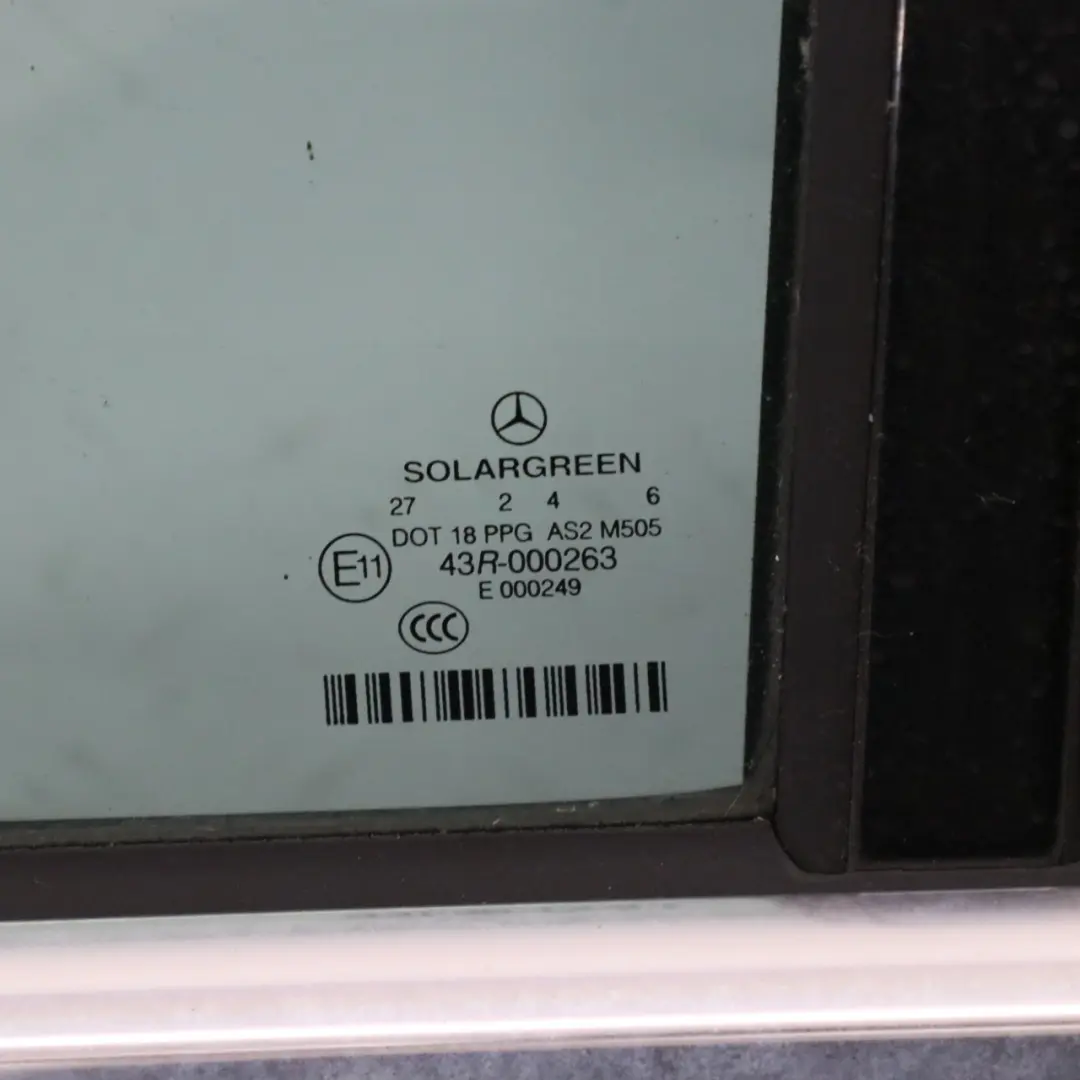 SOLARGREEN
27 2 4 6
DOT 18 PPG AS2 M505
E11
43R-000263
E 000249
CCC